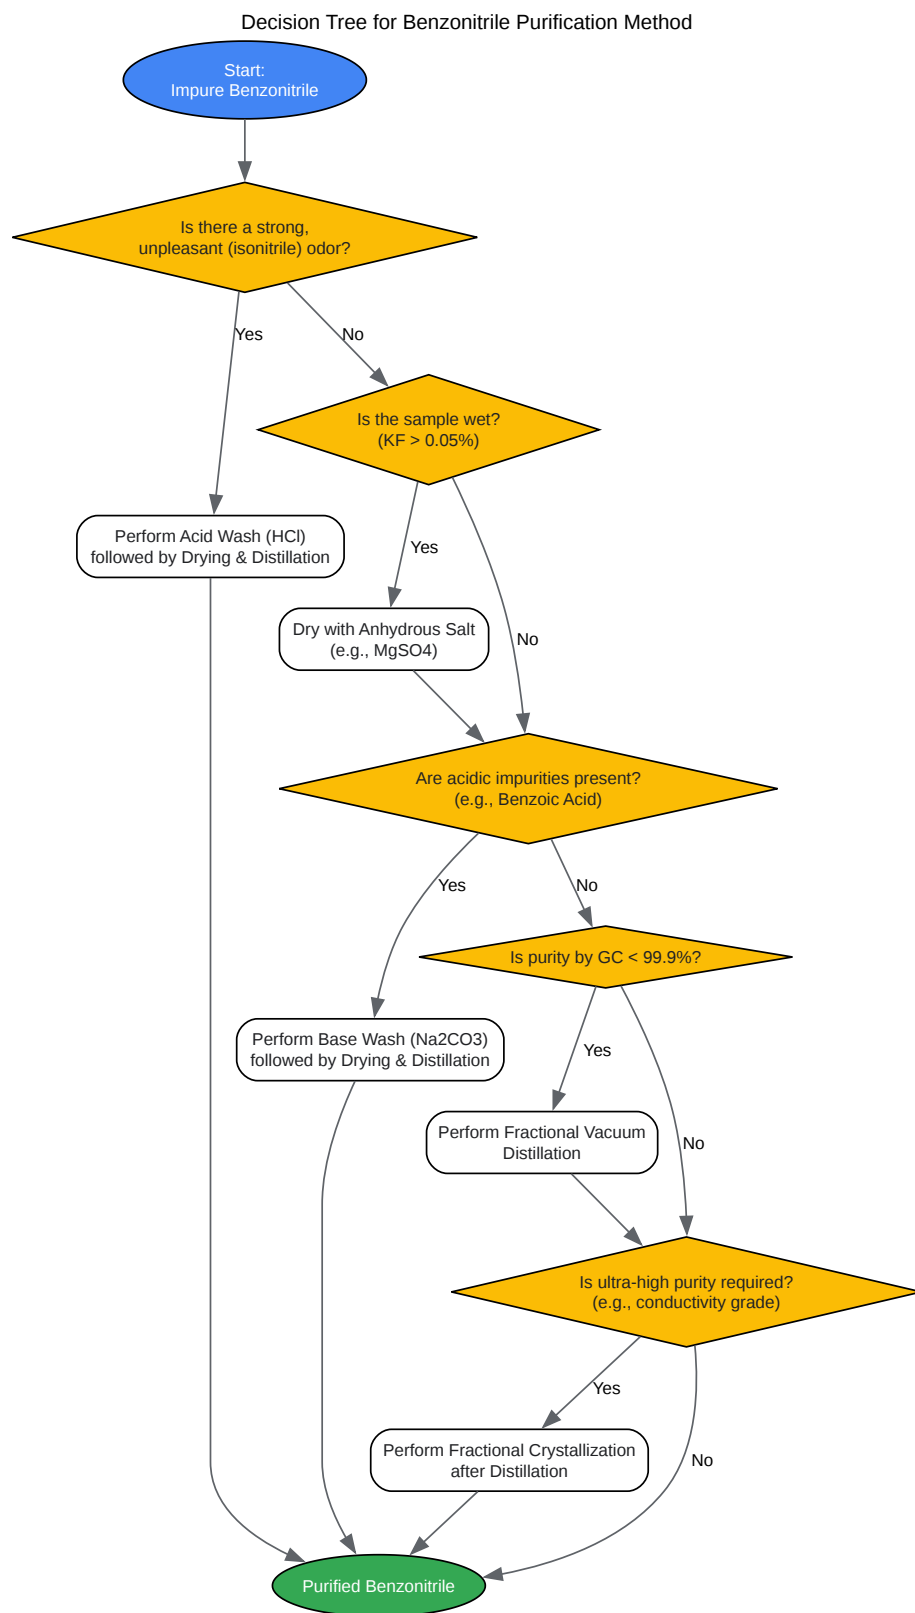 Decision Tree for Benzonitrile Purification Method
Start:
Impure Benzonitrile
Is there a strong,
unpleasant (isonitrile) odor?
Yes
No
Is the sample wet?
(KF > 0.05%)
Perform Acid Wash (HCl)
followed by Drying & Distillation
Yes
Dry with Anhydrous Salt
(e.g., MgSO4)
No
Are acidic impurities present?
(e.g., Benzoic Acid)
Yes
No
Is purity by GC < 99.9%?
Perform Base Wash (Na2CO3)
followed by Drying & Distillation
Yes
Perform Fractional Vacuum
Distillation
No
Is ultra-high purity required?
(e.g., conductivity grade)
Yes
Perform Fractional Crystallization
after Distillation
No
Purified Benzonitrile